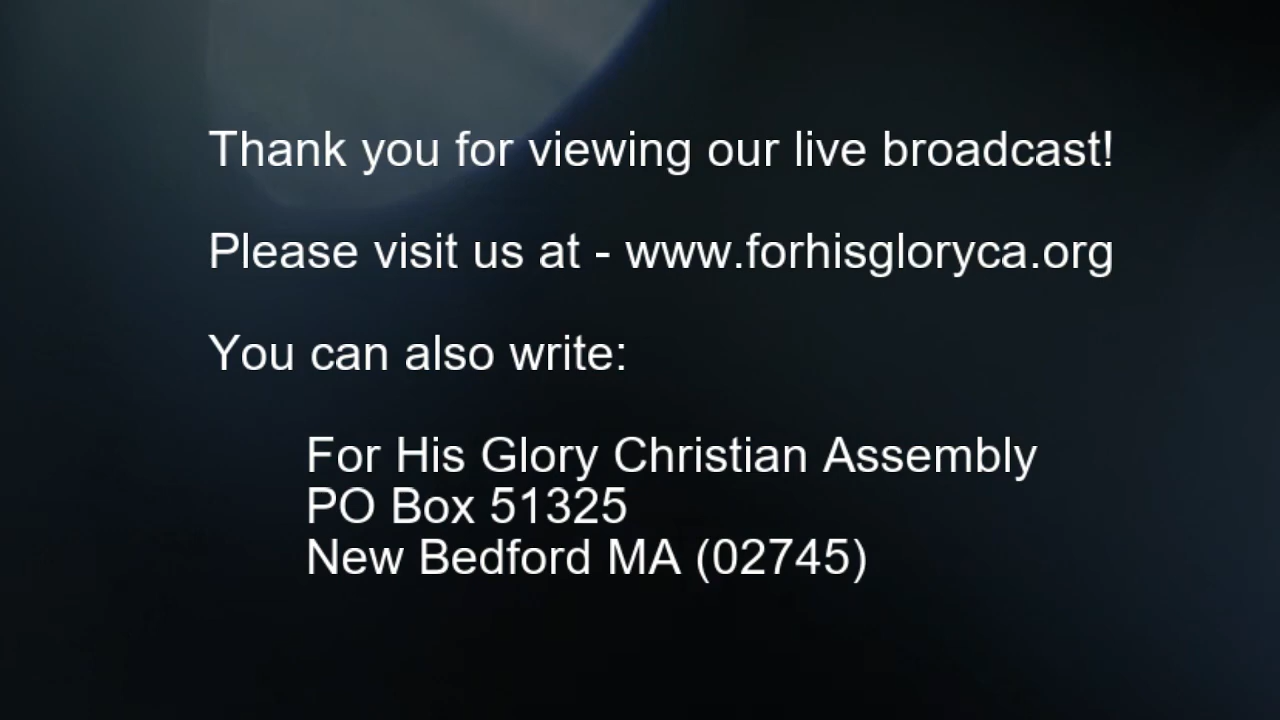 Thank you for viewing our live broadcast!
Please visit us at - www.forhisgloryca.org
You can also write:
For His Glory Christian Assembly
PO Box 51325
New Bedford MA (02745)